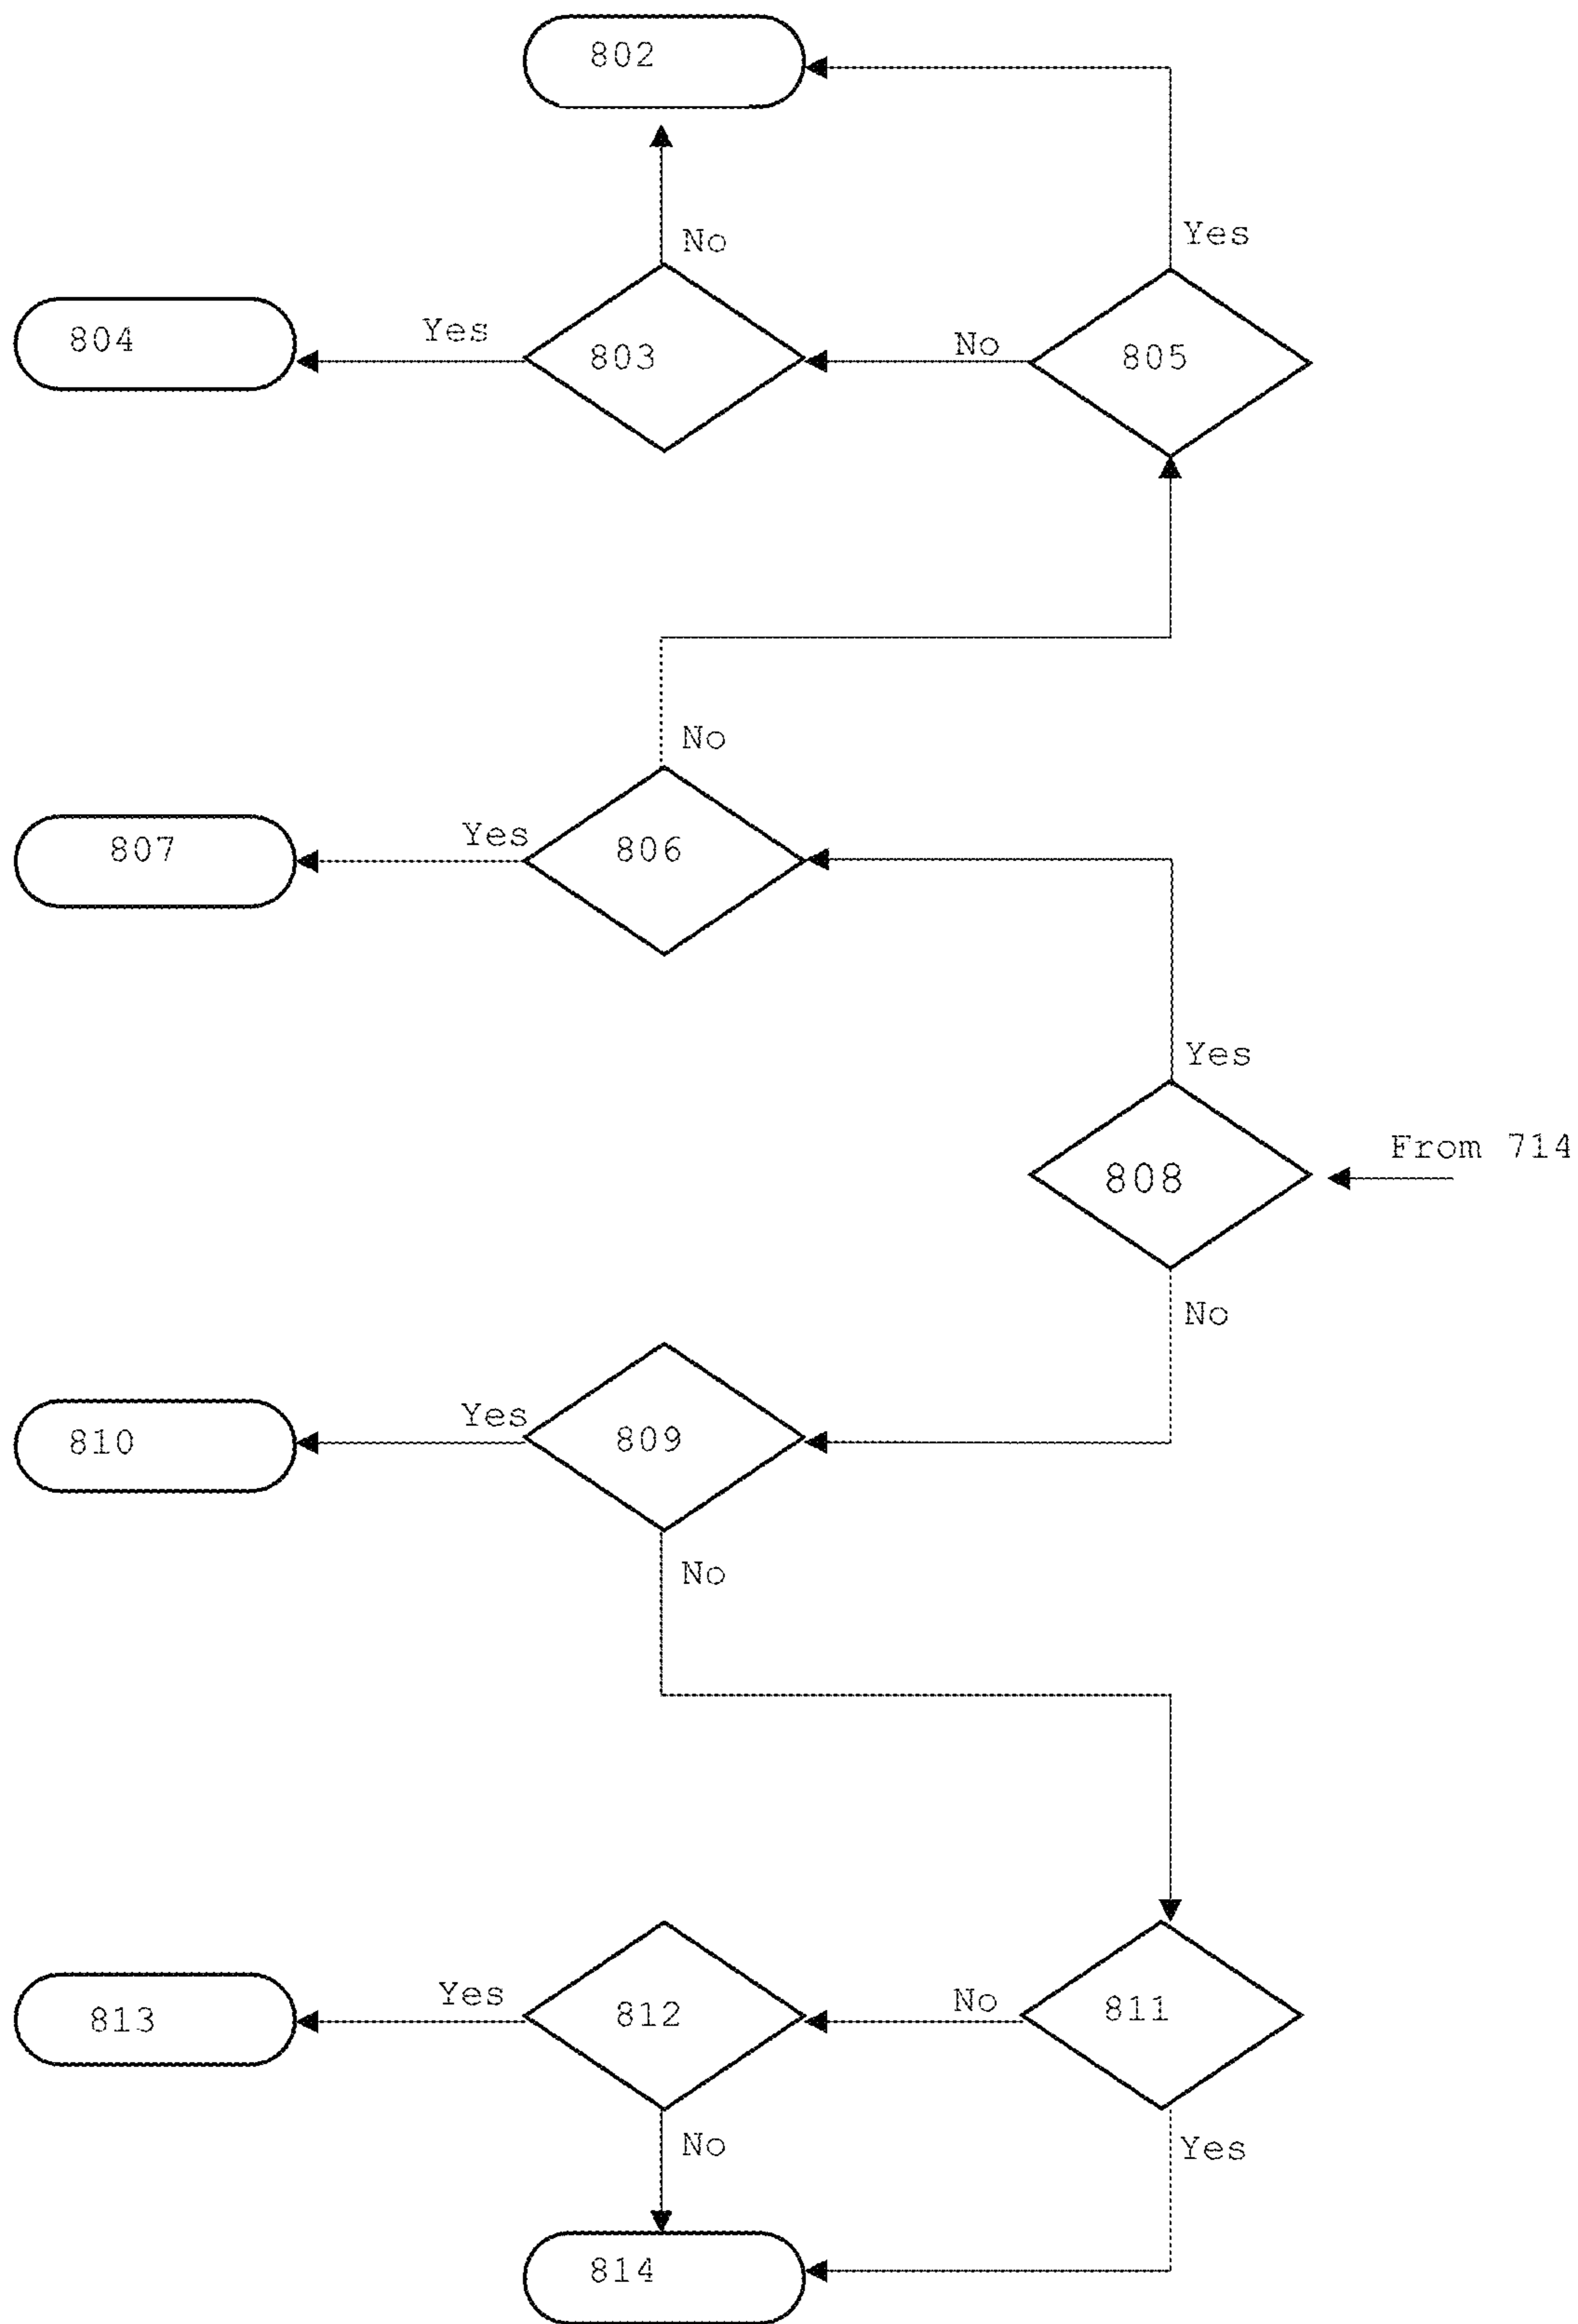 802
No
Yes
804
Yes
803
No
805
No
807
Yes
806
Yes
From 714
808
No
810
Yes
809
No
813
Yes
812
No
811
No
Yes
814